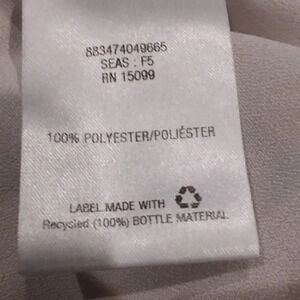 883474049665
SEAS : F5
RN 15099
100% POLYESTER/POLIÉSTER
LABEL MADE WITH
Recycled (100%) BOTTLE MATERIAL